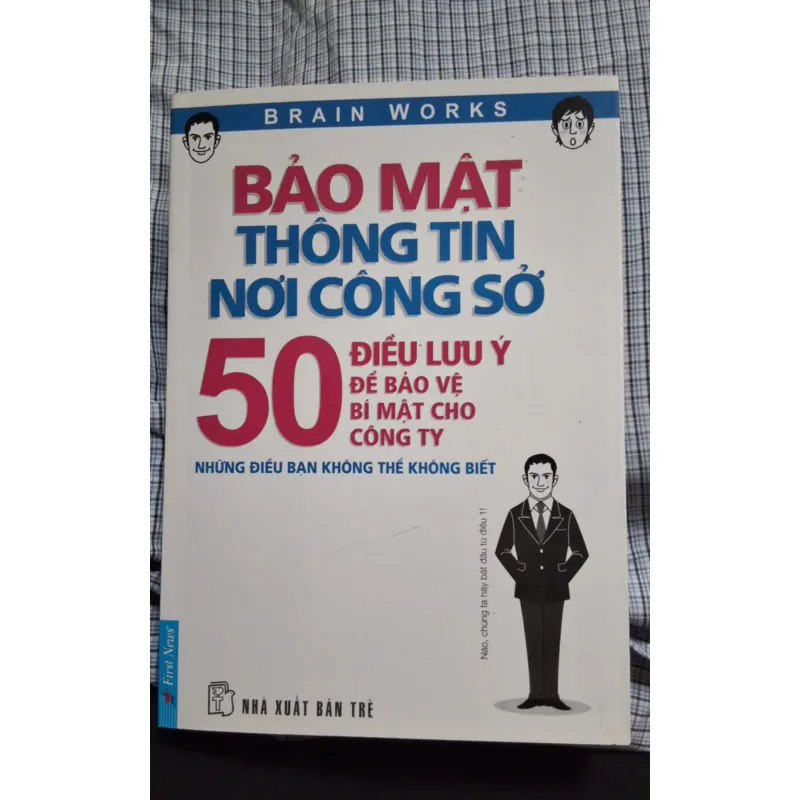 BRAIN WORKS
BẢO MẬT
THÔNG TIN
NƠI CÔNG SỞ
50
ĐIỀU LƯU Ý
ĐỂ BẢO VỆ
BÍ MẬT CHO
CÔNG TY
NHỮNG ĐIỀU BẠN KHÔNG THỂ KHÔNG BIẾT
Nào, chúng ta hãy bắt đầu từ điều 1!
First News
NHÀ XUẤT BẢN TRẺ